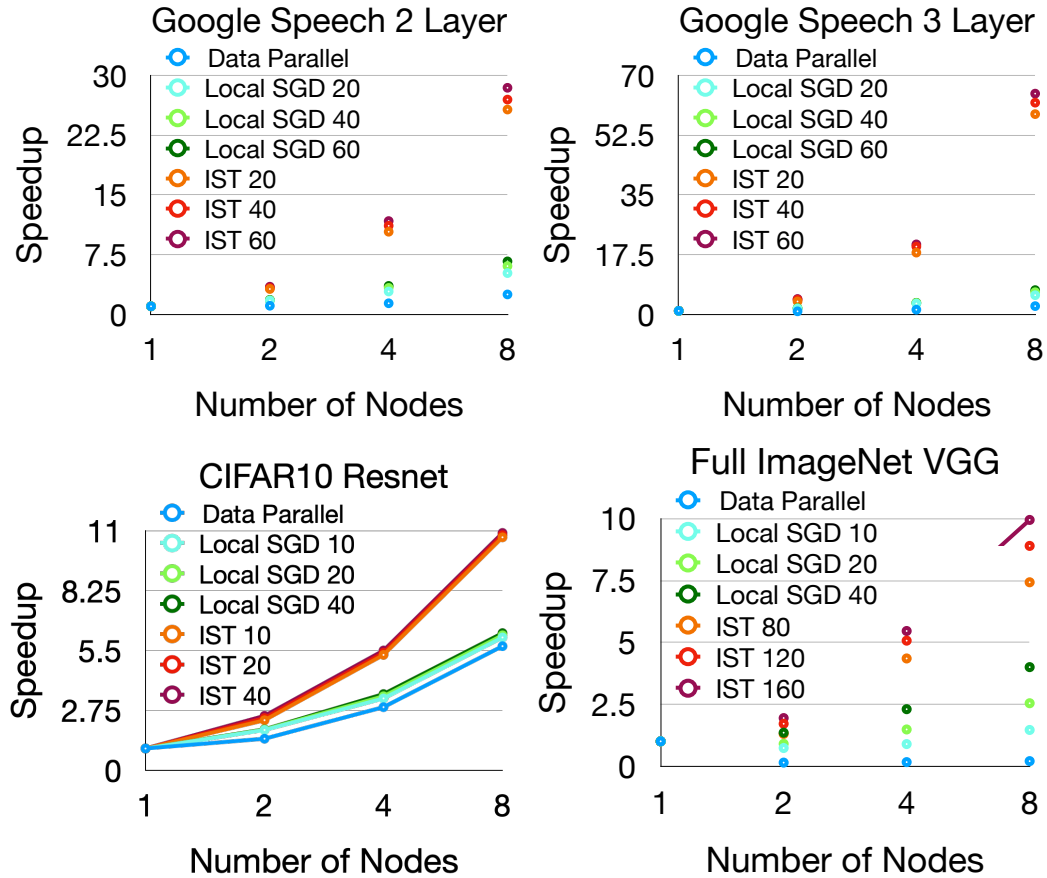 Google Speech 2 Layer
Data Parallel
Local SGD 20
Local SGD 40
Local SGD 60
IST 20
IST 40
IST 60
30
22.5
15
7.5
0
Speedup
1 2 4 8
Number of Nodes
Google Speech 3 Layer
Data Parallel
Local SGD 20
Local SGD 40
Local SGD 60
IST 20
IST 40
IST 60
70
52.5
35
17.5
0
Speedup
1 2 4 8
Number of Nodes
CIFAR10 Resnet
Data Parallel
Local SGD 10
Local SGD 20
Local SGD 40
IST 10
IST 20
IST 40
11
8.25
5.5
2.75
0
Speedup
1 2 4 8
Number of Nodes
Full ImageNet VGG
Data Parallel
Local SGD 10
Local SGD 20
Local SGD 40
IST 80
IST 120
IST 160
10
7.5
5
2.5
0
Speedup
1 2 4 8
Number of Nodes